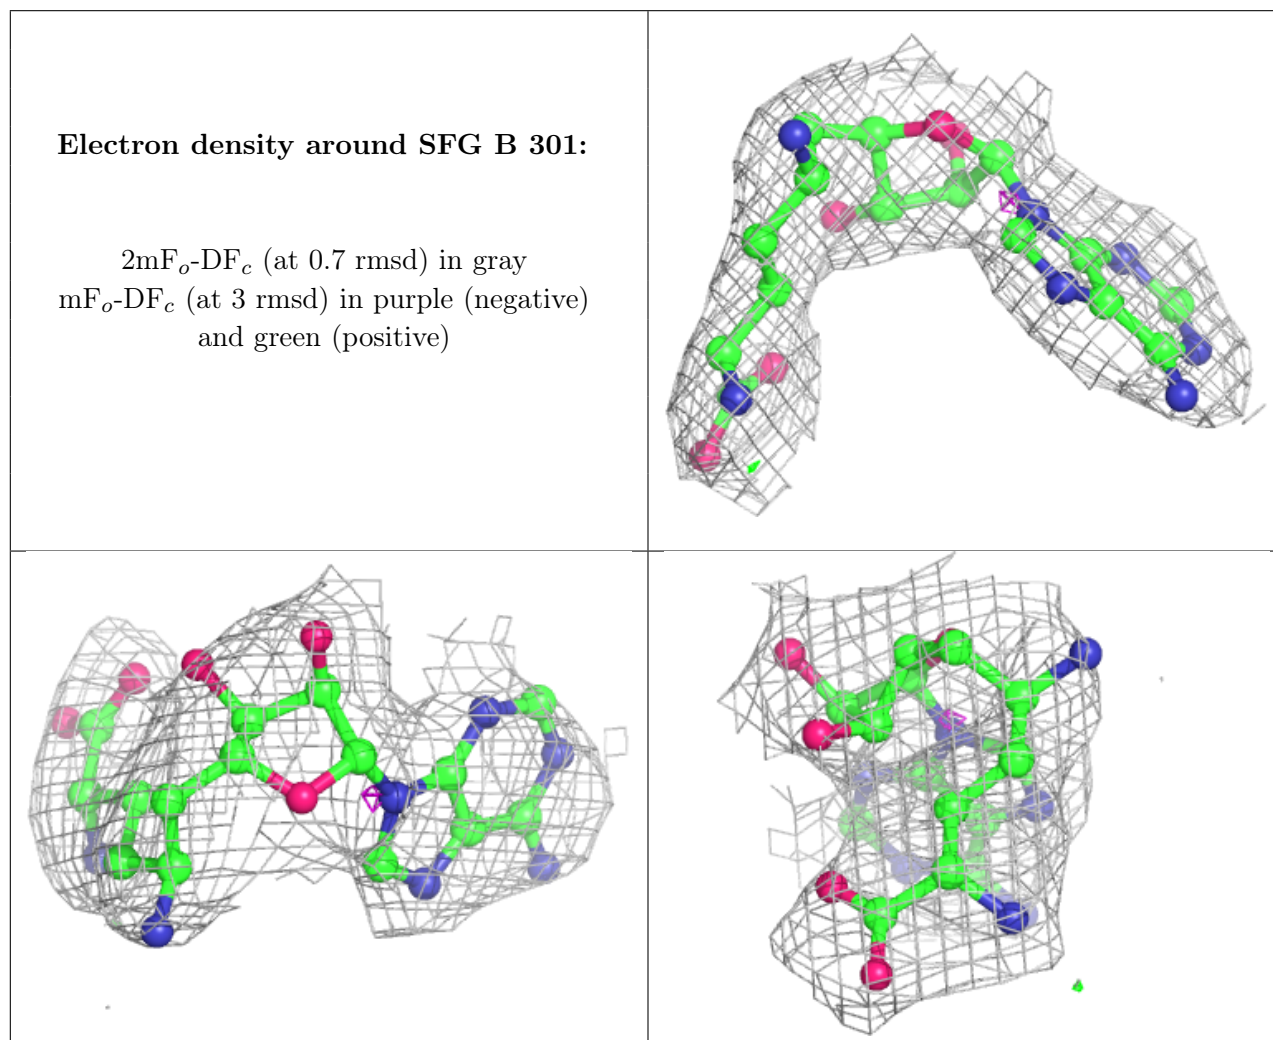 Electron density around SFG B 301:
2mFo-DFc (at 0.7 rmsd) in gray
mFo-DFc (at 3 rmsd) in purple (negative)
and green (positive)